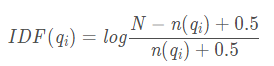 IDF(q_i) = log \frac{N - n(q_i) + 0.5}{n(q_i) + 0.5}